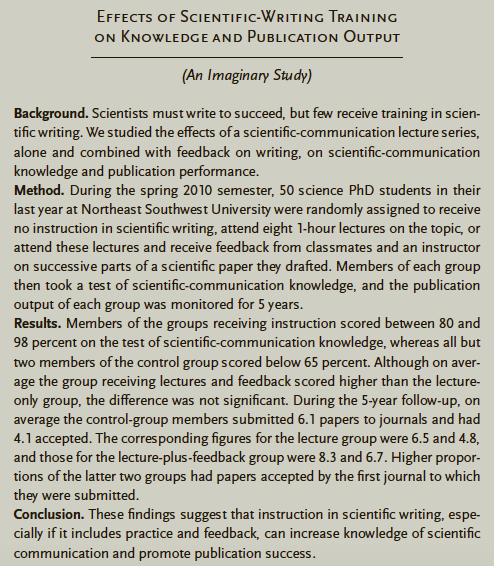 Effects of Scientific-Writing Training
on Knowledge and Publication Output
(An Imaginary Study)
Background. Scientists must write to succeed, but few receive training in scien-
tific writing. We studied the effects of a scientific-communication lecture series,
alone and combined with feedback on writing, on scientific-communication
knowledge and publication performance.
Method. During the spring 2010 semester, 50 science PhD students in their
last year at Northeast Southwest University were randomly assigned to receive
no instruction in scientific writing, attend eight 1-hour lectures on the topic, or
attend these lectures and receive feedback from classmates and an instructor
on successive parts of a scientific paper they drafted. Members of each group
then took a test of scientific-communication knowledge, and the publication
output of each group was monitored for 5 years.
Results. Members of the groups receiving instruction scored between 80 and
98 percent on the test of scientific-communication knowledge, whereas all but
two members of the control group scored below 65 percent. Although on av-
erage the group receiving lectures and feedback scored higher than the lecture-
only group, the difference was not significant. During the 5-year follow-up, on
average the control-group members submitted 6.1 papers to journals and had
4.1 accepted. The corresponding figures for the lecture group were 6.5 and 4.8,
and those for the lecture-plus-feedback group were 8.3 and 6.7. Higher propor-
tions of the latter two groups had papers accepted by the first journal to which
they were submitted.
Conclusion. These findings suggest that instruction in scientific writing, espe-
cially if it includes practice and feedback, can increase knowledge of scientific
communication and promote publication success.